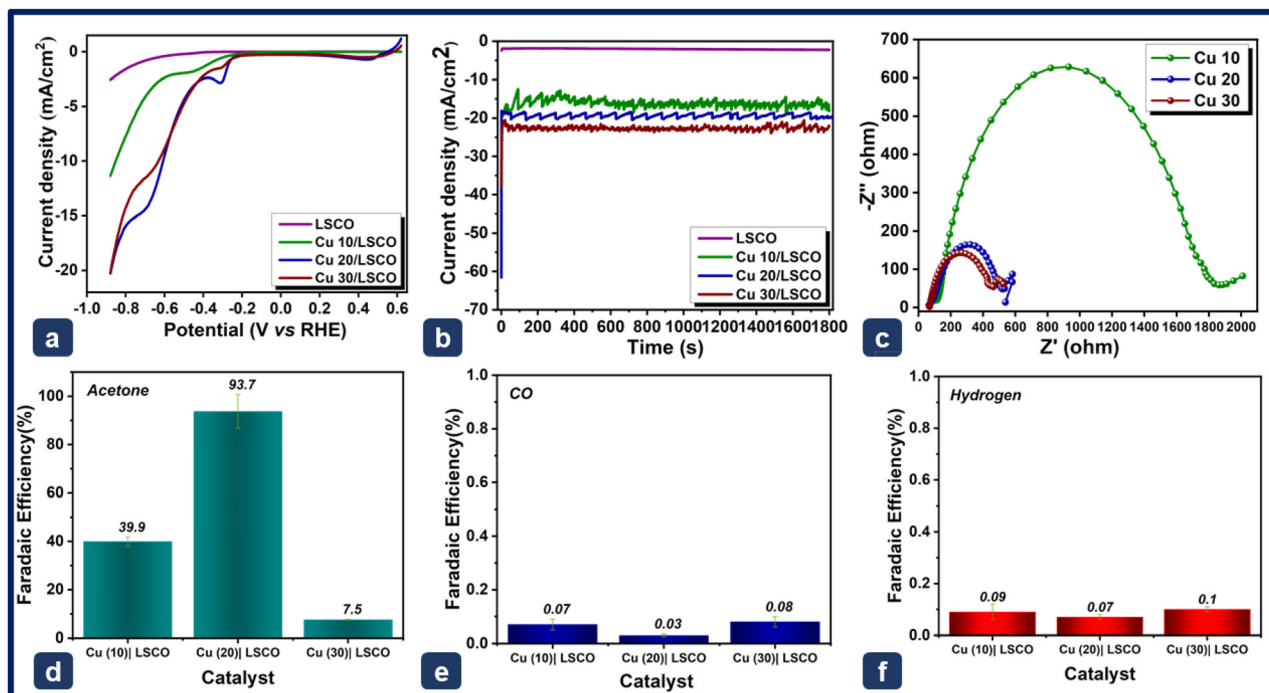 Current density (mA/cm²)
0
-5
-10
-15
-20
-1.0 -0.8 -0.6 -0.4 -0.2 0.0 0.2 0.4 0.6
Potential (V vs RHE)
LSCO
Cu 10/LSCO
Cu 20/LSCO
Cu 30/LSCO
a
Current density (mA/cm²)
0
-10
-20
-30
-40
-50
-60
-70
0 200 400 600 800 1000 1200 1400 1600 1800
Time (s)
LSCO
Cu 10/LSCO
Cu 20/LSCO
Cu 30/LSCO
b
-Z'' (ohm)
700
600
500
400
300
200
100
0
0 200 400 600 800 1000 1200 1400 1600 1800 2000
Z' (ohm)
Cu 10
Cu 20
Cu 30
c
Faradaic Efficiency(%)
100
80
60
40
20
0
Acetone
39.9
93.7
7.5
Cu (10)| LSCO Cu (20)| LSCO Cu (30)| LSCO
Catalyst
d
Faradaic Efficiency(%)
1.0
0.8
0.6
0.4
0.2
0.0
CO
0.07
0.03
0.08
Cu (10)| LSCO Cu (20)| LSCO Cu (30)| LSCO
Catalyst
e
Faradaic Efficiency(%)
1.0
0.8
0.6
0.4
0.2
0.0
Hydrogen
0.09
0.07
0.1
Cu (10)| LSCO Cu (20)| LSCO Cu (30)| LSCO
Catalyst
f